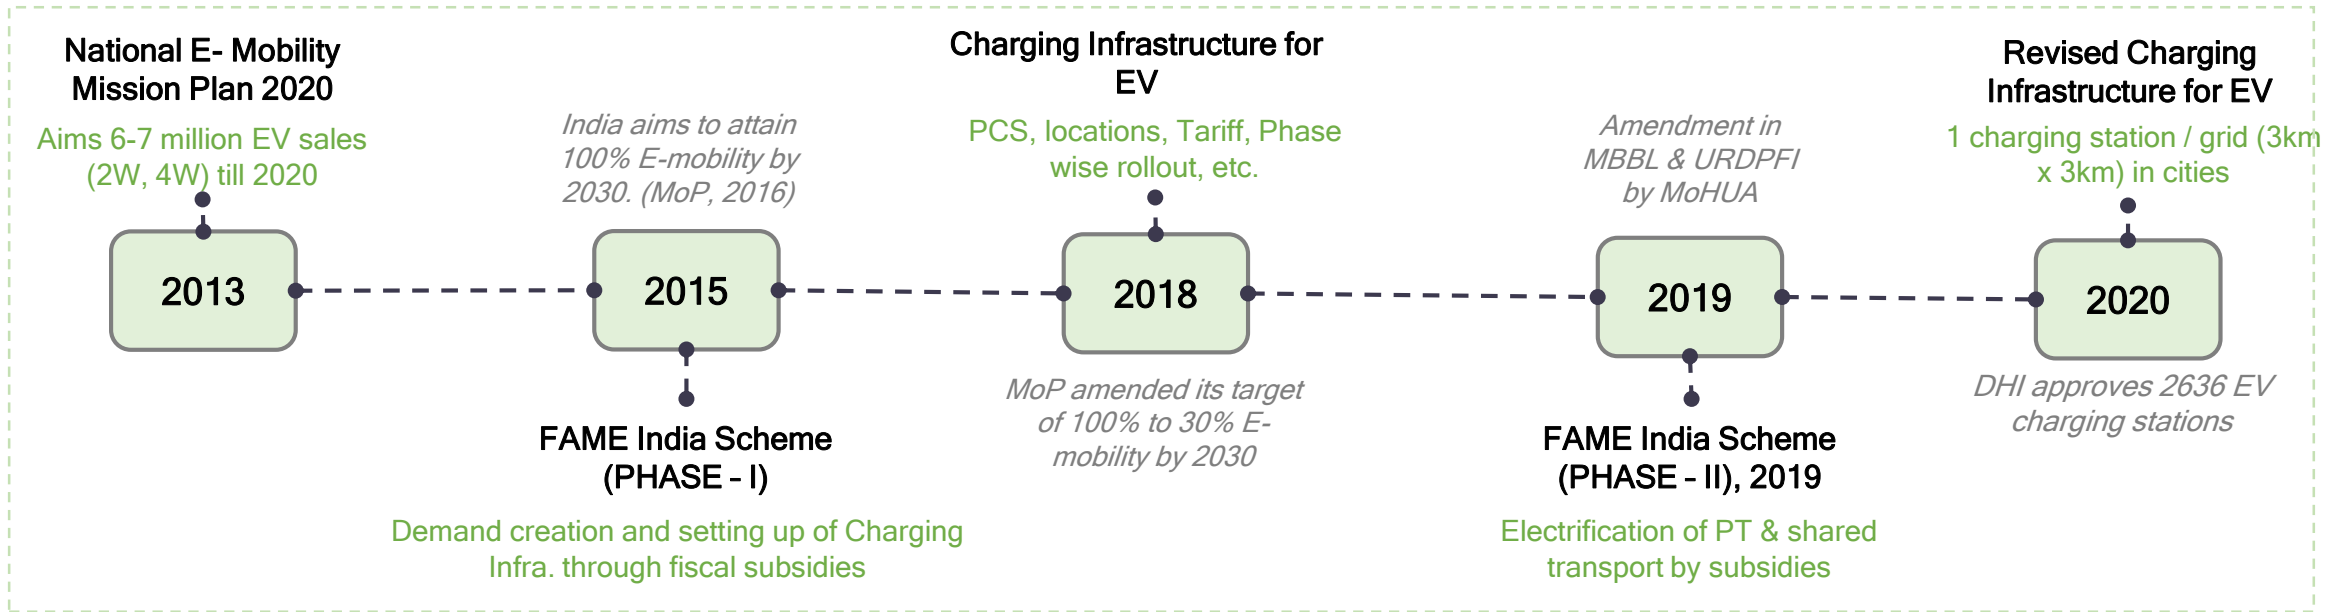 National E- Mobility
Mission Plan 2020
Aims 6-7 million EV sales
(2W, 4W) till 2020
2013
India aims to attain
100% E-mobility by
2030. (MoP, 2016)
2015
FAME India Scheme
(PHASE – I)
Demand creation and setting up of Charging
Infra. through fiscal subsidies
Charging Infrastructure for
EV
PCS, locations, Tariff, Phase
wise rollout, etc.
2018
MoP amended its target
of 100% to 30% E-
mobility by 2030
Amendment in
MBBL & URDPFI
by MoHUA
2019
FAME India Scheme
(PHASE – II), 2019
Electrification of PT & shared
transport by subsidies
Revised Charging
Infrastructure for EV
1 charging station / grid (3km
x 3km) in cities
2020
DHI approves 2636 EV
charging stations